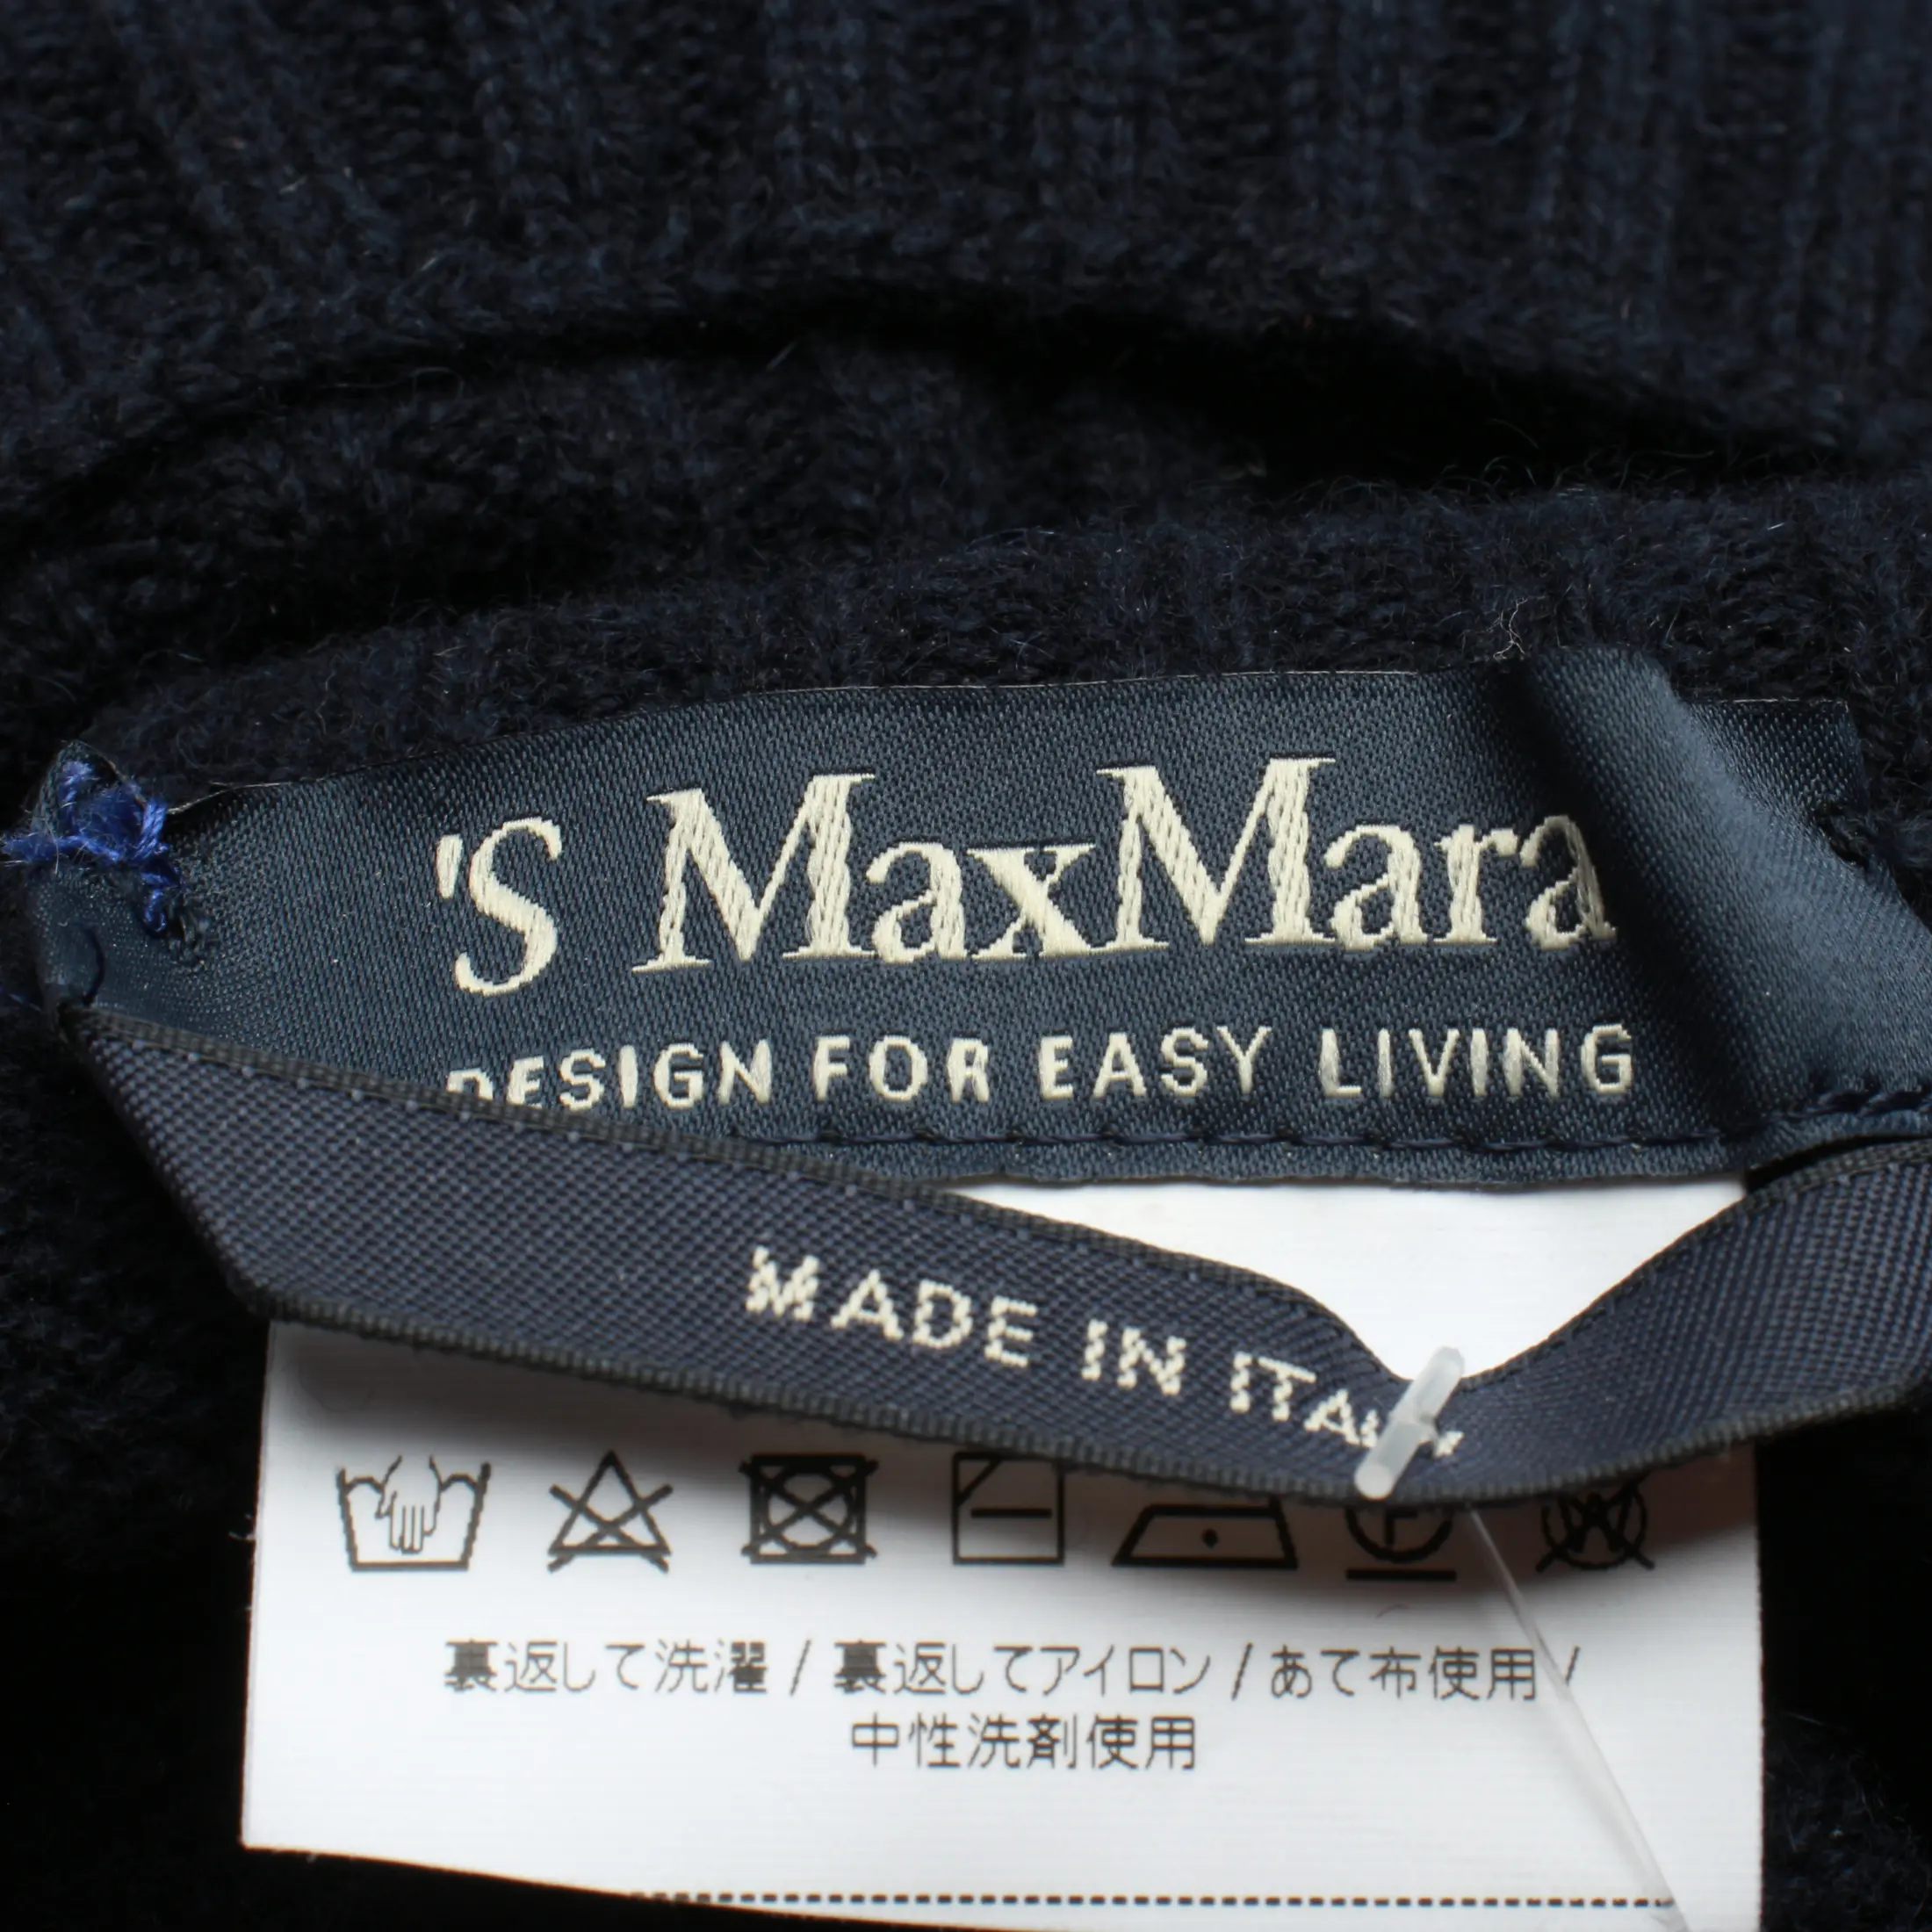 'S MaxMara
DESIGN FOR EASY LIVING
MADE IN ITALY
裏返して洗濯 / 裏返してアイロン / あて布使用 /
中性洗剤使用